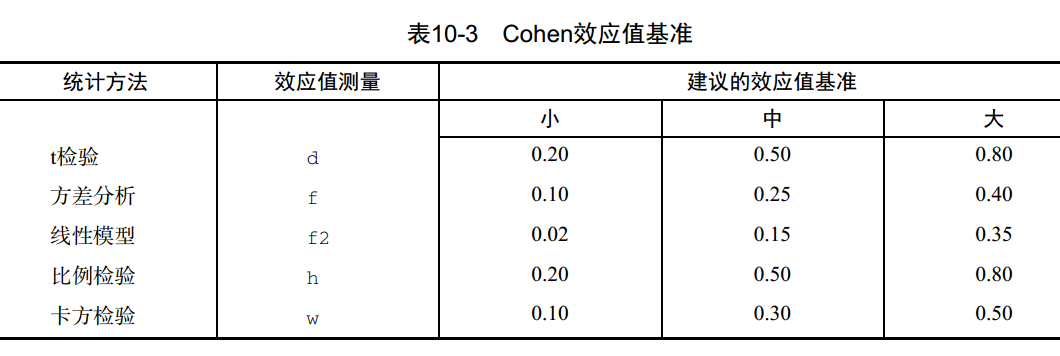 表10-3 Cohen效应值基准
统计方法 效应值测量 建议的效应值基准
小 中 大
t检验 d 0.20 0.50 0.80
方差分析 f 0.10 0.25 0.40
线性模型 f2 0.02 0.15 0.35
比例检验 h 0.20 0.50 0.80
卡方检验 w 0.10 0.30 0.50